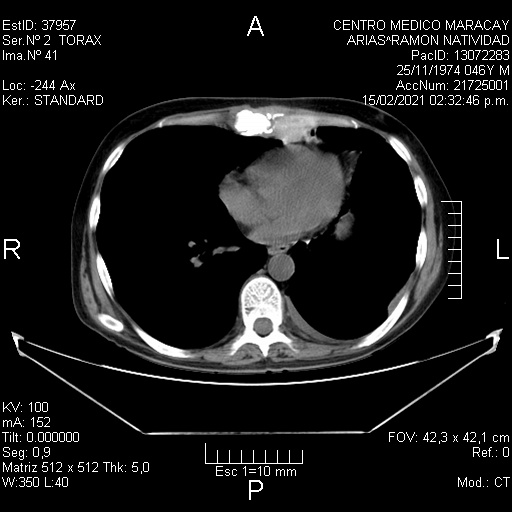 EstID: 37957
Ser.Nº 2 TORAX
Ima.Nº 41
Loc: -244 Ax
Ker.: STANDARD
A
CENTRO MEDICO MARACAY
ARIAS^RAMON NATIVIDAD
PacID: 13072283
25/11/1974 046Y M
AccNum: 21725001
15/02/2021 02:32:46 p.m.
R
L
KV: 100
mA: 152
Tilt: 0.000000
Seg: 0,9
Matriz 512 x 512 Thk: 5,0
W:350 L:40
Esc 1=10 mm
P
FOV: 42,3 x 42,1 cm
Ref.: 0
Mod.: CT